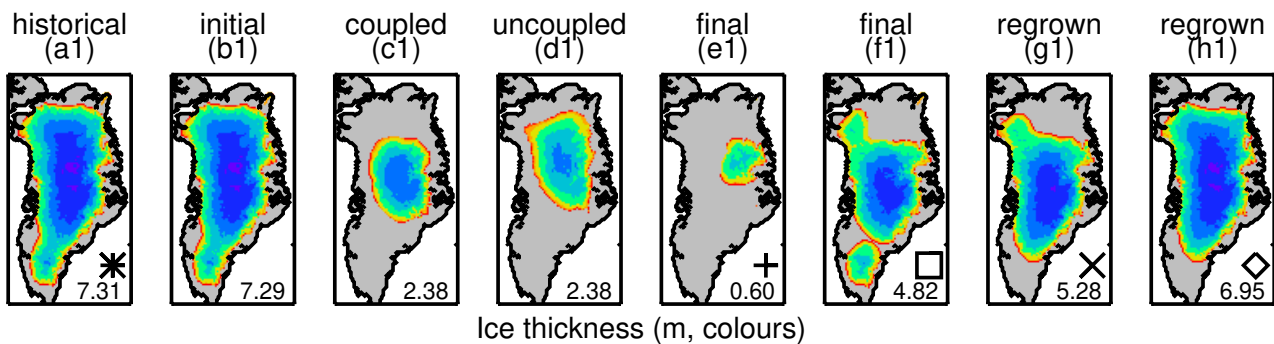 historical initial coupled uncoupled final final regrown regrown
(a1) (b1) (c1) (d1) (e1) (f1) (g1) (h1)
7.31 7.29 2.38 2.38 0.60 4.82 5.28 6.95
Ice thickness (m, colours)